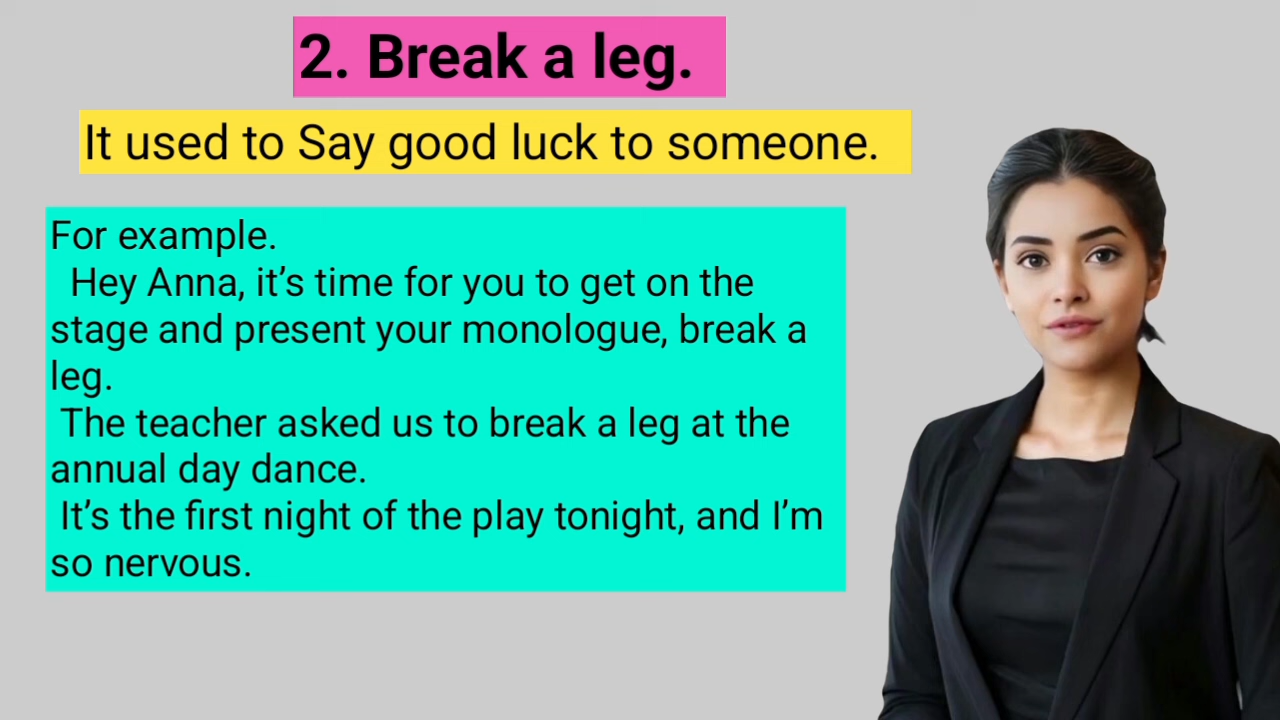 2. Break a leg.
It used to Say good luck to someone.
For example.
Hey Anna, it’s time for you to get on the
stage and present your monologue, break a
leg.
The teacher asked us to break a leg at the
annual day dance.
It’s the first night of the play tonight, and I’m
so nervous.